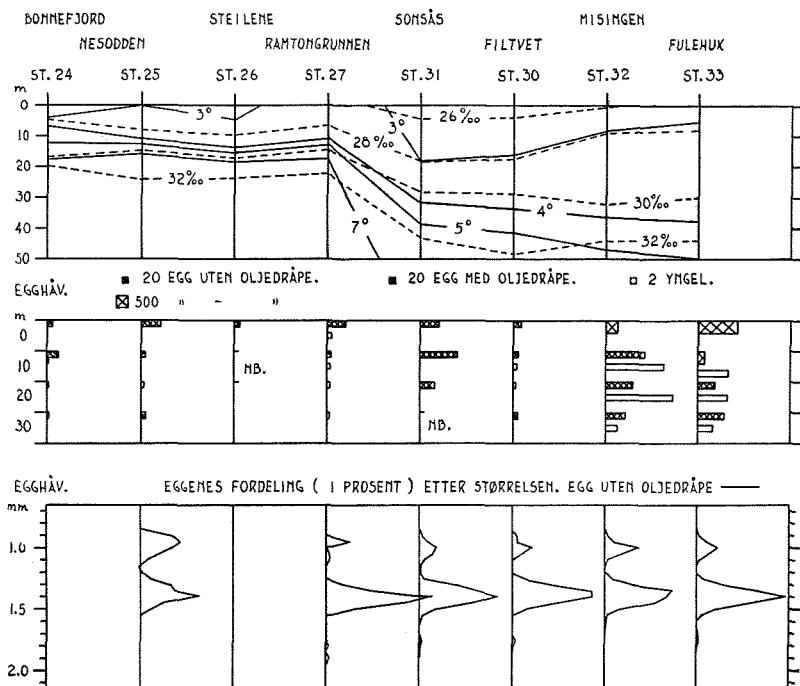 BONNEFJORD STEILENE SONSÅS MISINGEN
NESODDEN RAMTONGRUNNEN FILTVET FULEHUK
ST.24 ST.25 ST.26 ST.27 ST.31 ST.30 ST.32 ST.33
m
0
10
20
30
40
50
3°
3°
26‰
28‰
30‰
32‰
4°
7°
5°
32‰
20 EGG UTEN OLJEDRÅPE. 20 EGG MED OLJEDRÅPE. 2 YNGEL.
EGGHÅV.
500 " - "
m
0
10
20
30
NB.
NB.
EGGHÅV. EGGENES FORDELING ( I PROSENT ) ETTER STØRRELSEN. EGG UTEN OLJEDRÅPE
mm
1.0
1.5
2.0